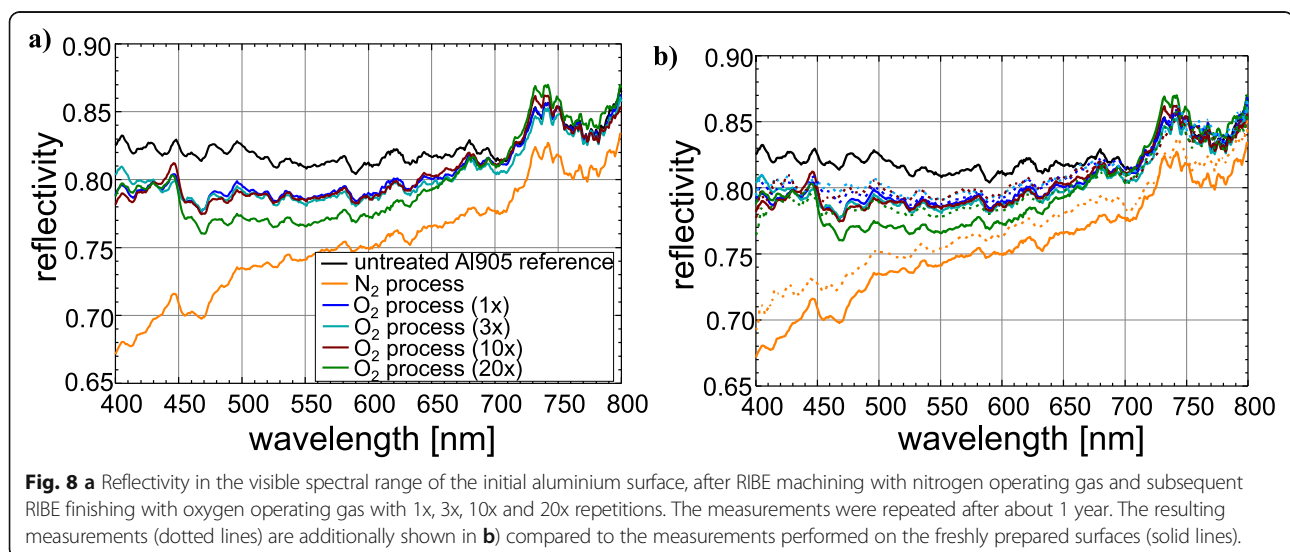 a)
0.90
0.85
0.80
0.75
0.70
0.65
reflectivity
400 450 500 550 600 650 700 750 800
wavelength [nm]
untreated Al905 reference
N2 process
O2 process (1x)
O2 process (3x)
O2 process (10x)
O2 process (20x)
b)
0.90
0.85
0.80
0.75
0.70
0.65
reflectivity
400 450 500 550 600 650 700 750 800
wavelength [nm]
Fig. 8 a Reflectivity in the visible spectral range of the initial aluminium surface, after RIBE machining with nitrogen operating gas and subsequent
RIBE finishing with oxygen operating gas with 1x, 3x, 10x and 20x repetitions. The measurements were repeated after about 1 year. The resulting
measurements (dotted lines) are additionally shown in b) compared to the measurements performed on the freshly prepared surfaces (solid lines).